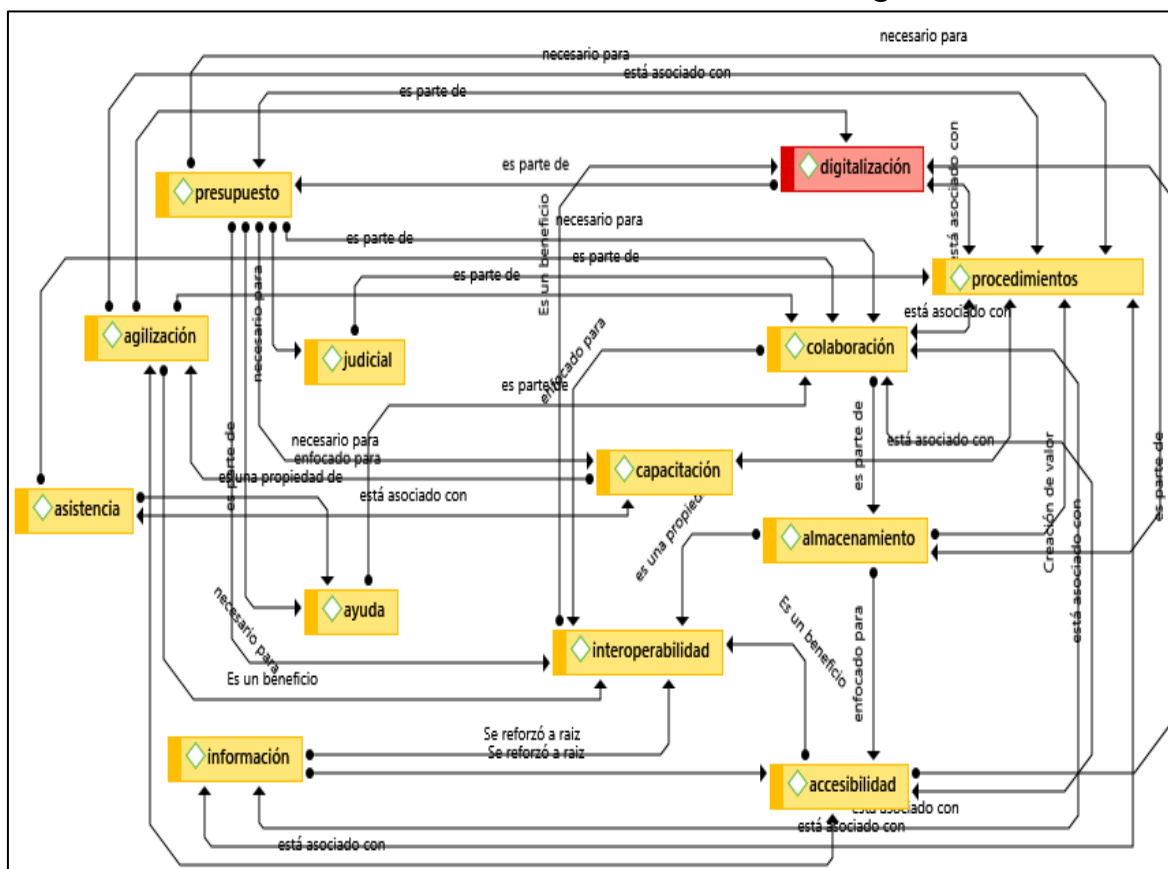 necesario para
necesario para
está asociado con
es parte de
es parte de
digitalización
presupuesto
está asociado con
Es un beneficio
necesario para
es parte de
es parte de
es parte de
procedimientos
está asociado con
agilización
necesario para
judicial
enfocado para
colaboración
es parte de
necesario para
enfocado para
es una propiedad de
es parte de
capacitación
es parte de
está asociado con
está asociado con
asistencia
es una propied
almacenamiento
Creación de valor
es parte de
está asociado con
ayuda
necesario para
interoperabilidad
Es un beneficio
enfocado para
Es un beneficio
Se reforzó a raiz
Se reforzó a raiz
información
accesibilidad
está asociado con
está asociado con
está asociado con